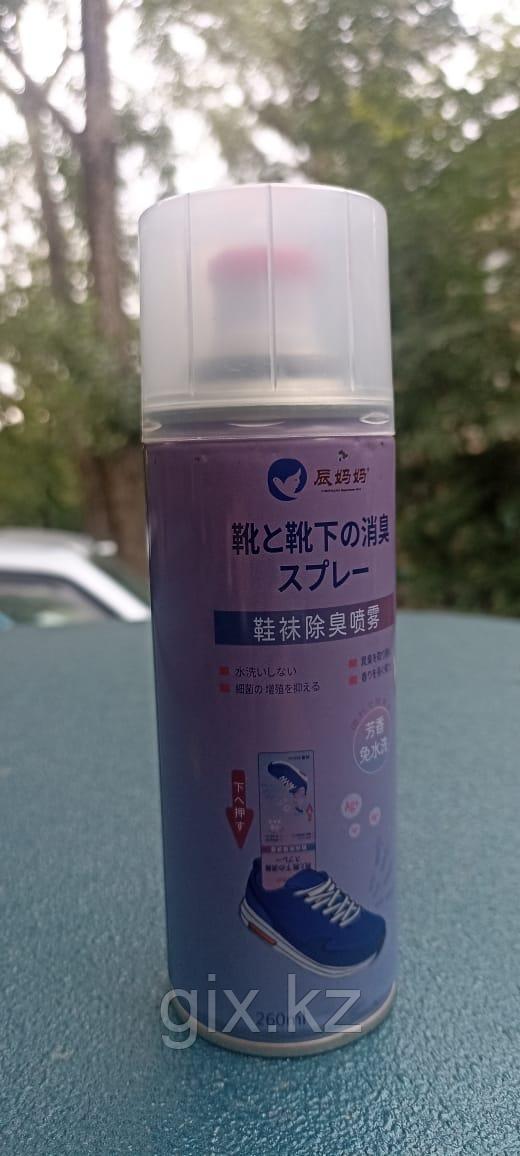 辰妈妈®
靴と靴下の消臭
スプレー
鞋袜除臭喷雾
水洗いしない
細菌の増殖を抑える
芳香
免水洗
下へ押す
Ag+
260ml
gix.kz